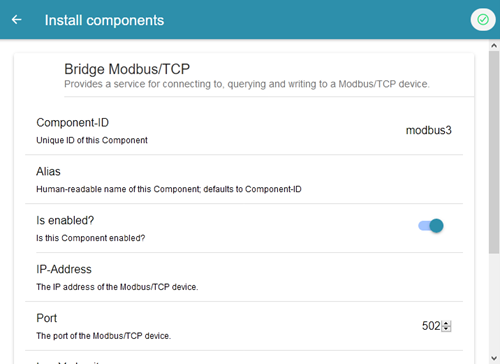 Install components
Bridge Modbus/TCP
Provides a service for connecting to, querying and writing to a Modbus/TCP device.
Component-ID
modbus3
Unique ID of this Component
Alias
Human-readable name of this Component; defaults to Component-ID
Is enabled?
Is this Component enabled?
IP-Address
The IP address of the Modbus/TCP device.
Port
502
The port of the Modbus/TCP device.